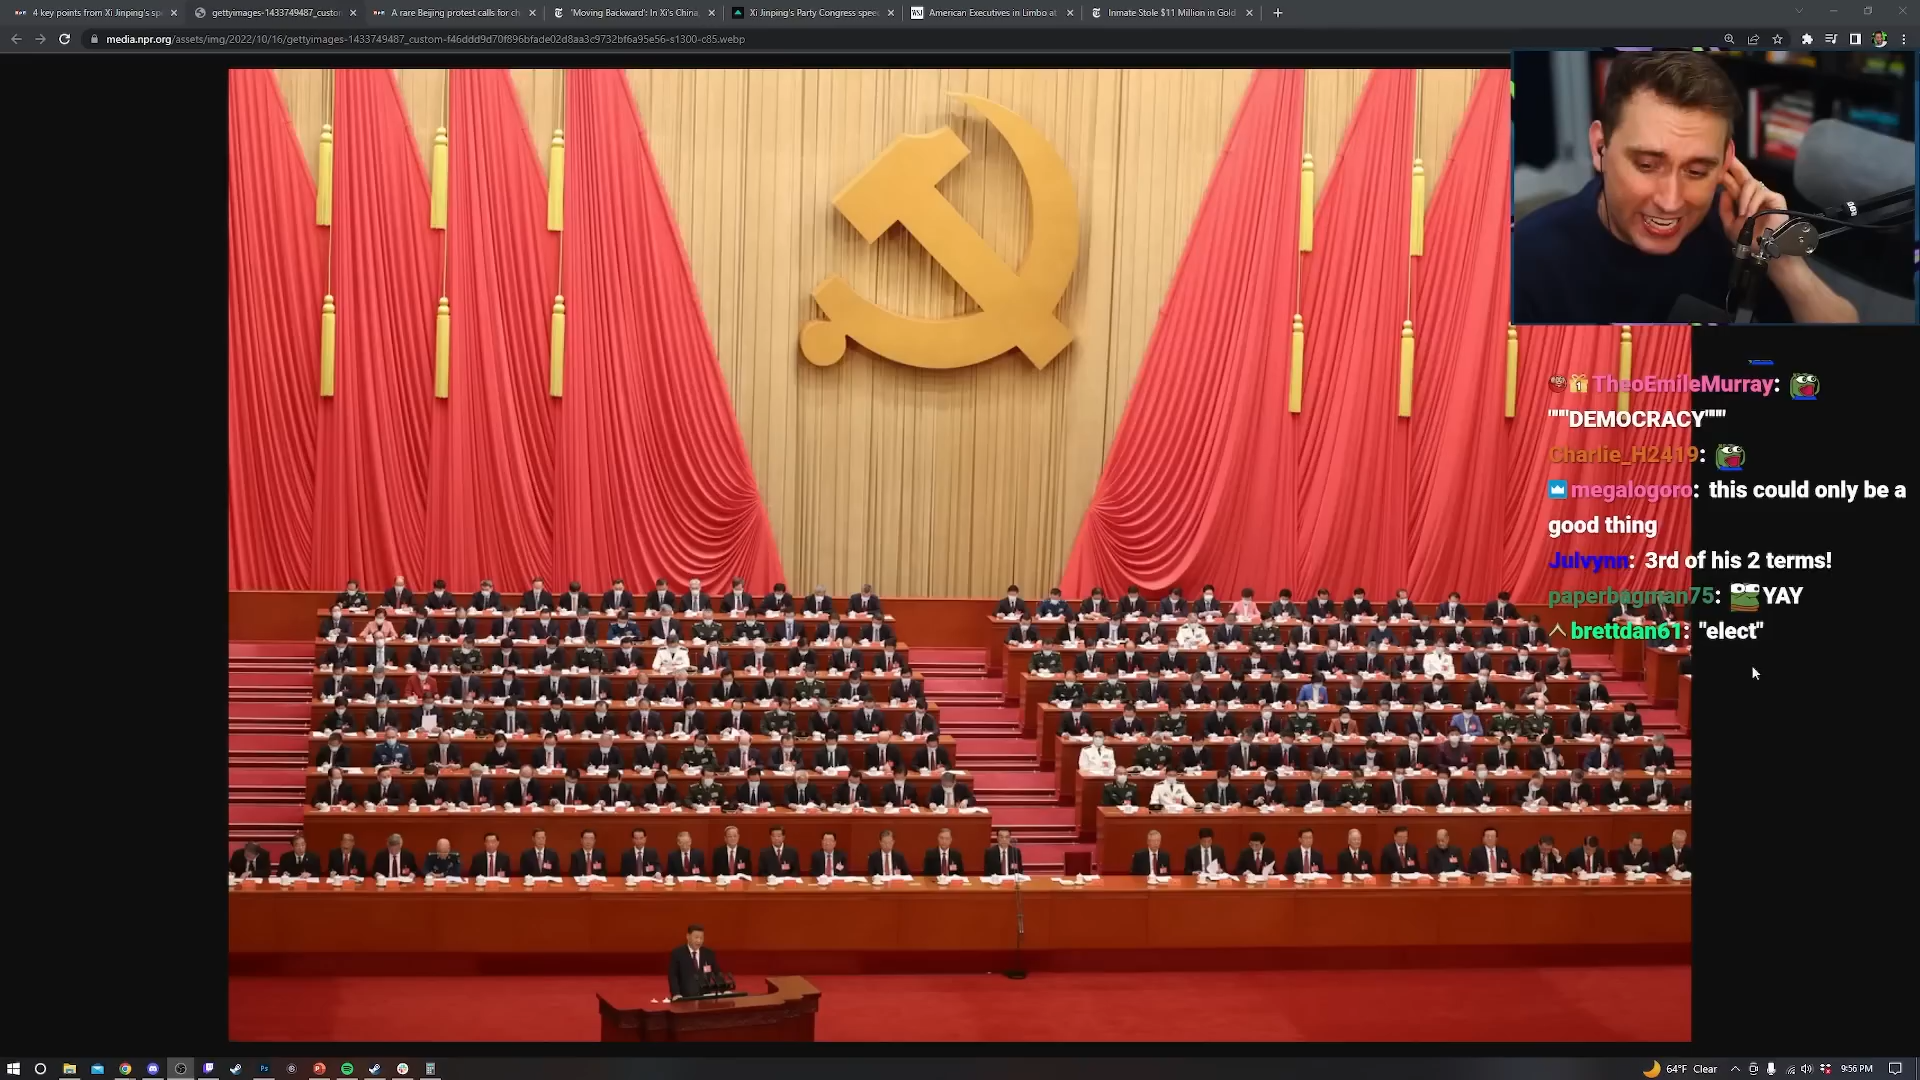 4 key points from Xi Jinping's sp
gettyimages-1433749487_custo
A rare Beijing protest calls for ch
'Moving Backward': In Xi's China,
Xi Jinping's Party Congress spee
WSJ
American Executives in Limbo at
Inmate Stole $11 Million in Gold
media.npr.org/assets/img/2022/10/16/gettyimages-1433749487_custom-f46ddd9d70f896bfade02d8aa3c9732bf6a95e56-s1300-c85.webp
TheoEmileMurray:
"""DEMOCRACY"""
Charlie_H2419:
megalogoro: this could only be a
good thing
Julvynn: 3rd of his 2 terms!
paperbagman75: YAY
brettdan61: "elect"
64°F Clear
9:56 PM